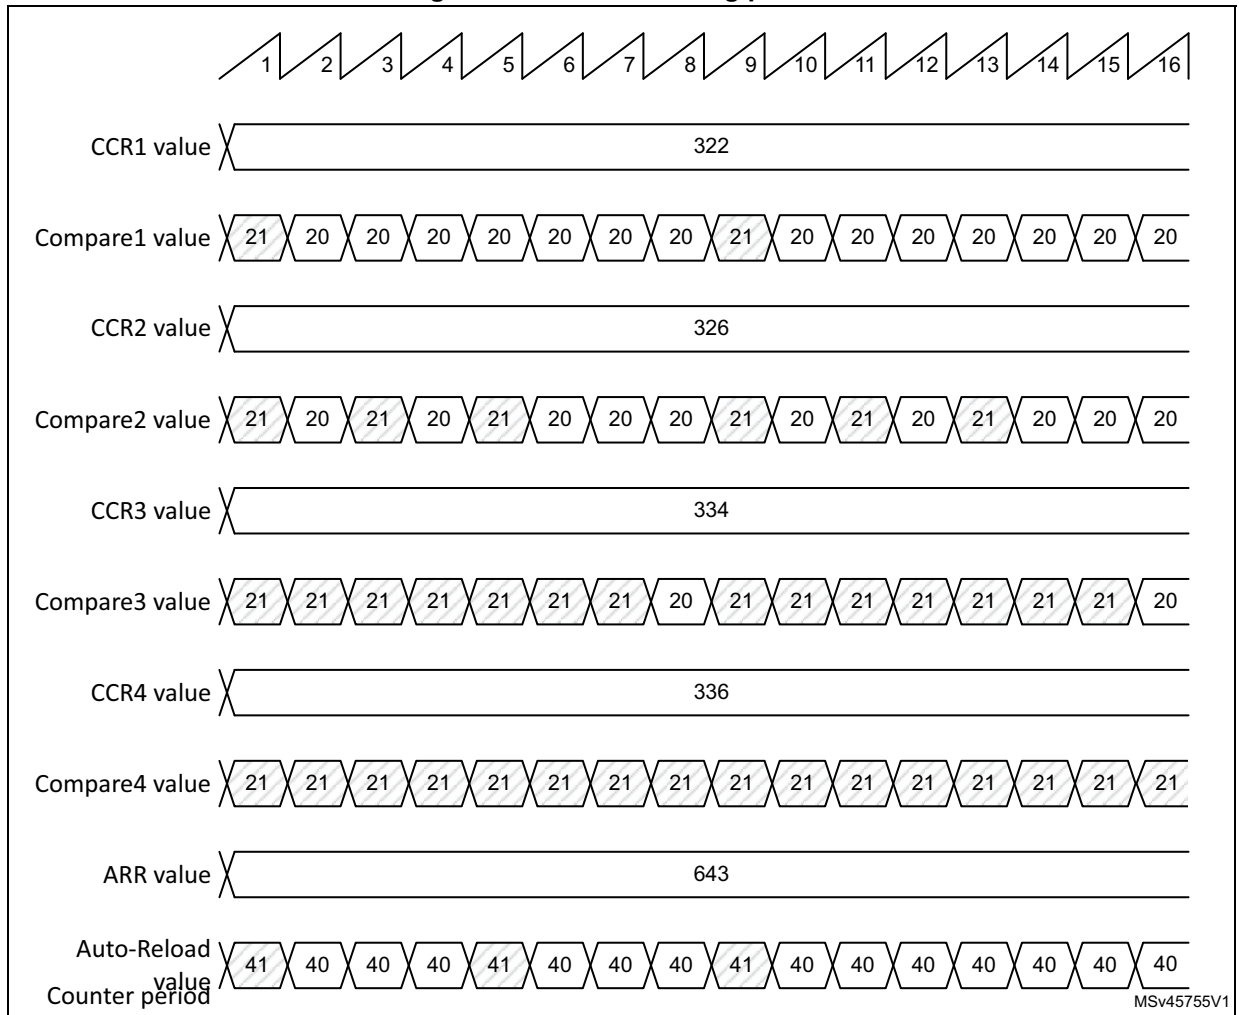 1 2 3 4 5 6 7 8 9 10 11 12 13 14 15 16
CCR1 value 322
Compare1 value 21 20 20 20 20 20 20 20 21 20 20 20 20 20 20 20
CCR2 value 326
Compare2 value 21 20 21 20 21 20 20 20 21 20 21 20 21 20 20 20
CCR3 value 334
Compare3 value 21 21 21 21 21 21 21 20 21 21 21 21 21 21 21 20
CCR4 value 336
Compare4 value 21 21 21 21 21 21 21 21 21 21 21 21 21 21 21 21
ARR value 643
Auto-Reload
value 41 40 40 40 41 40 40 40 41 40 40 40 40 40 40 40
Counter period
MSv45755V1